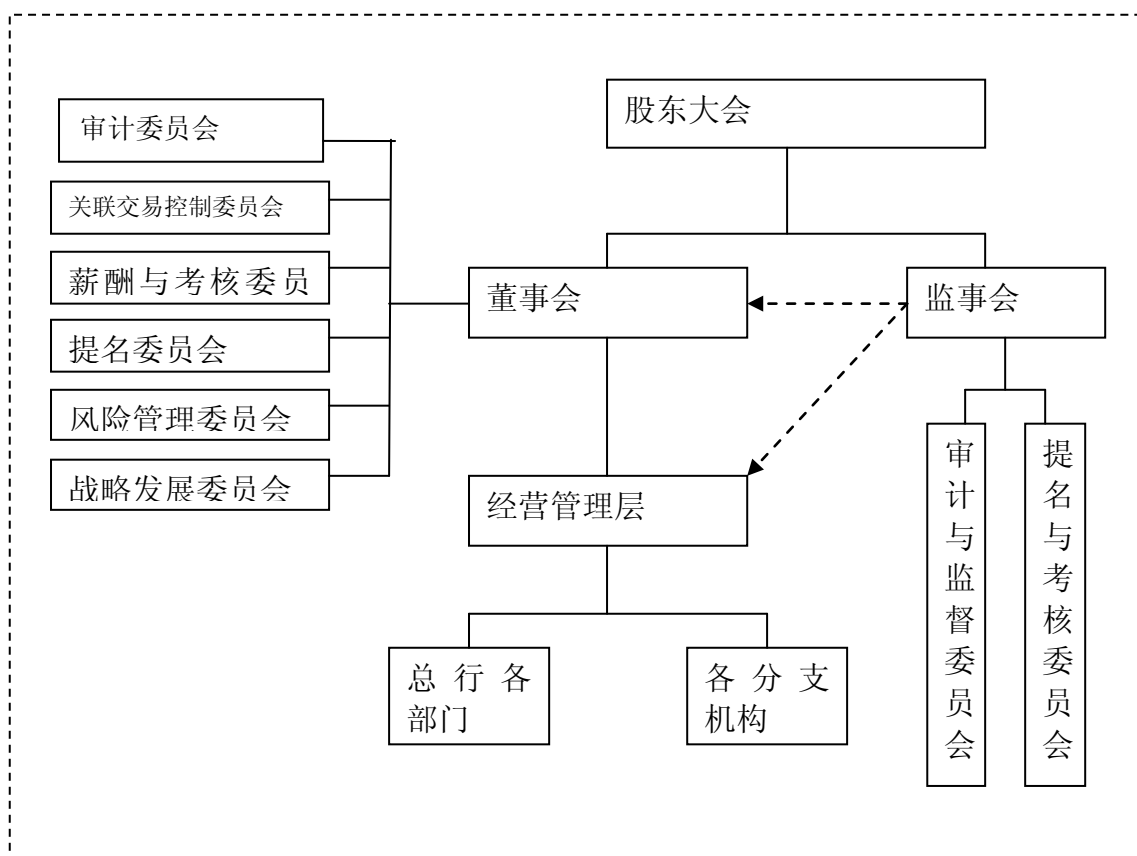 股东大会
审计委员会
关联交易控制委员会
薪酬与考核委员
提名委员会
风险管理委员会
战略发展委员会
董事会
监事会
经营管理层
总行各
部门
各分支
机构
审计与监督委员会
提名与考核委员会